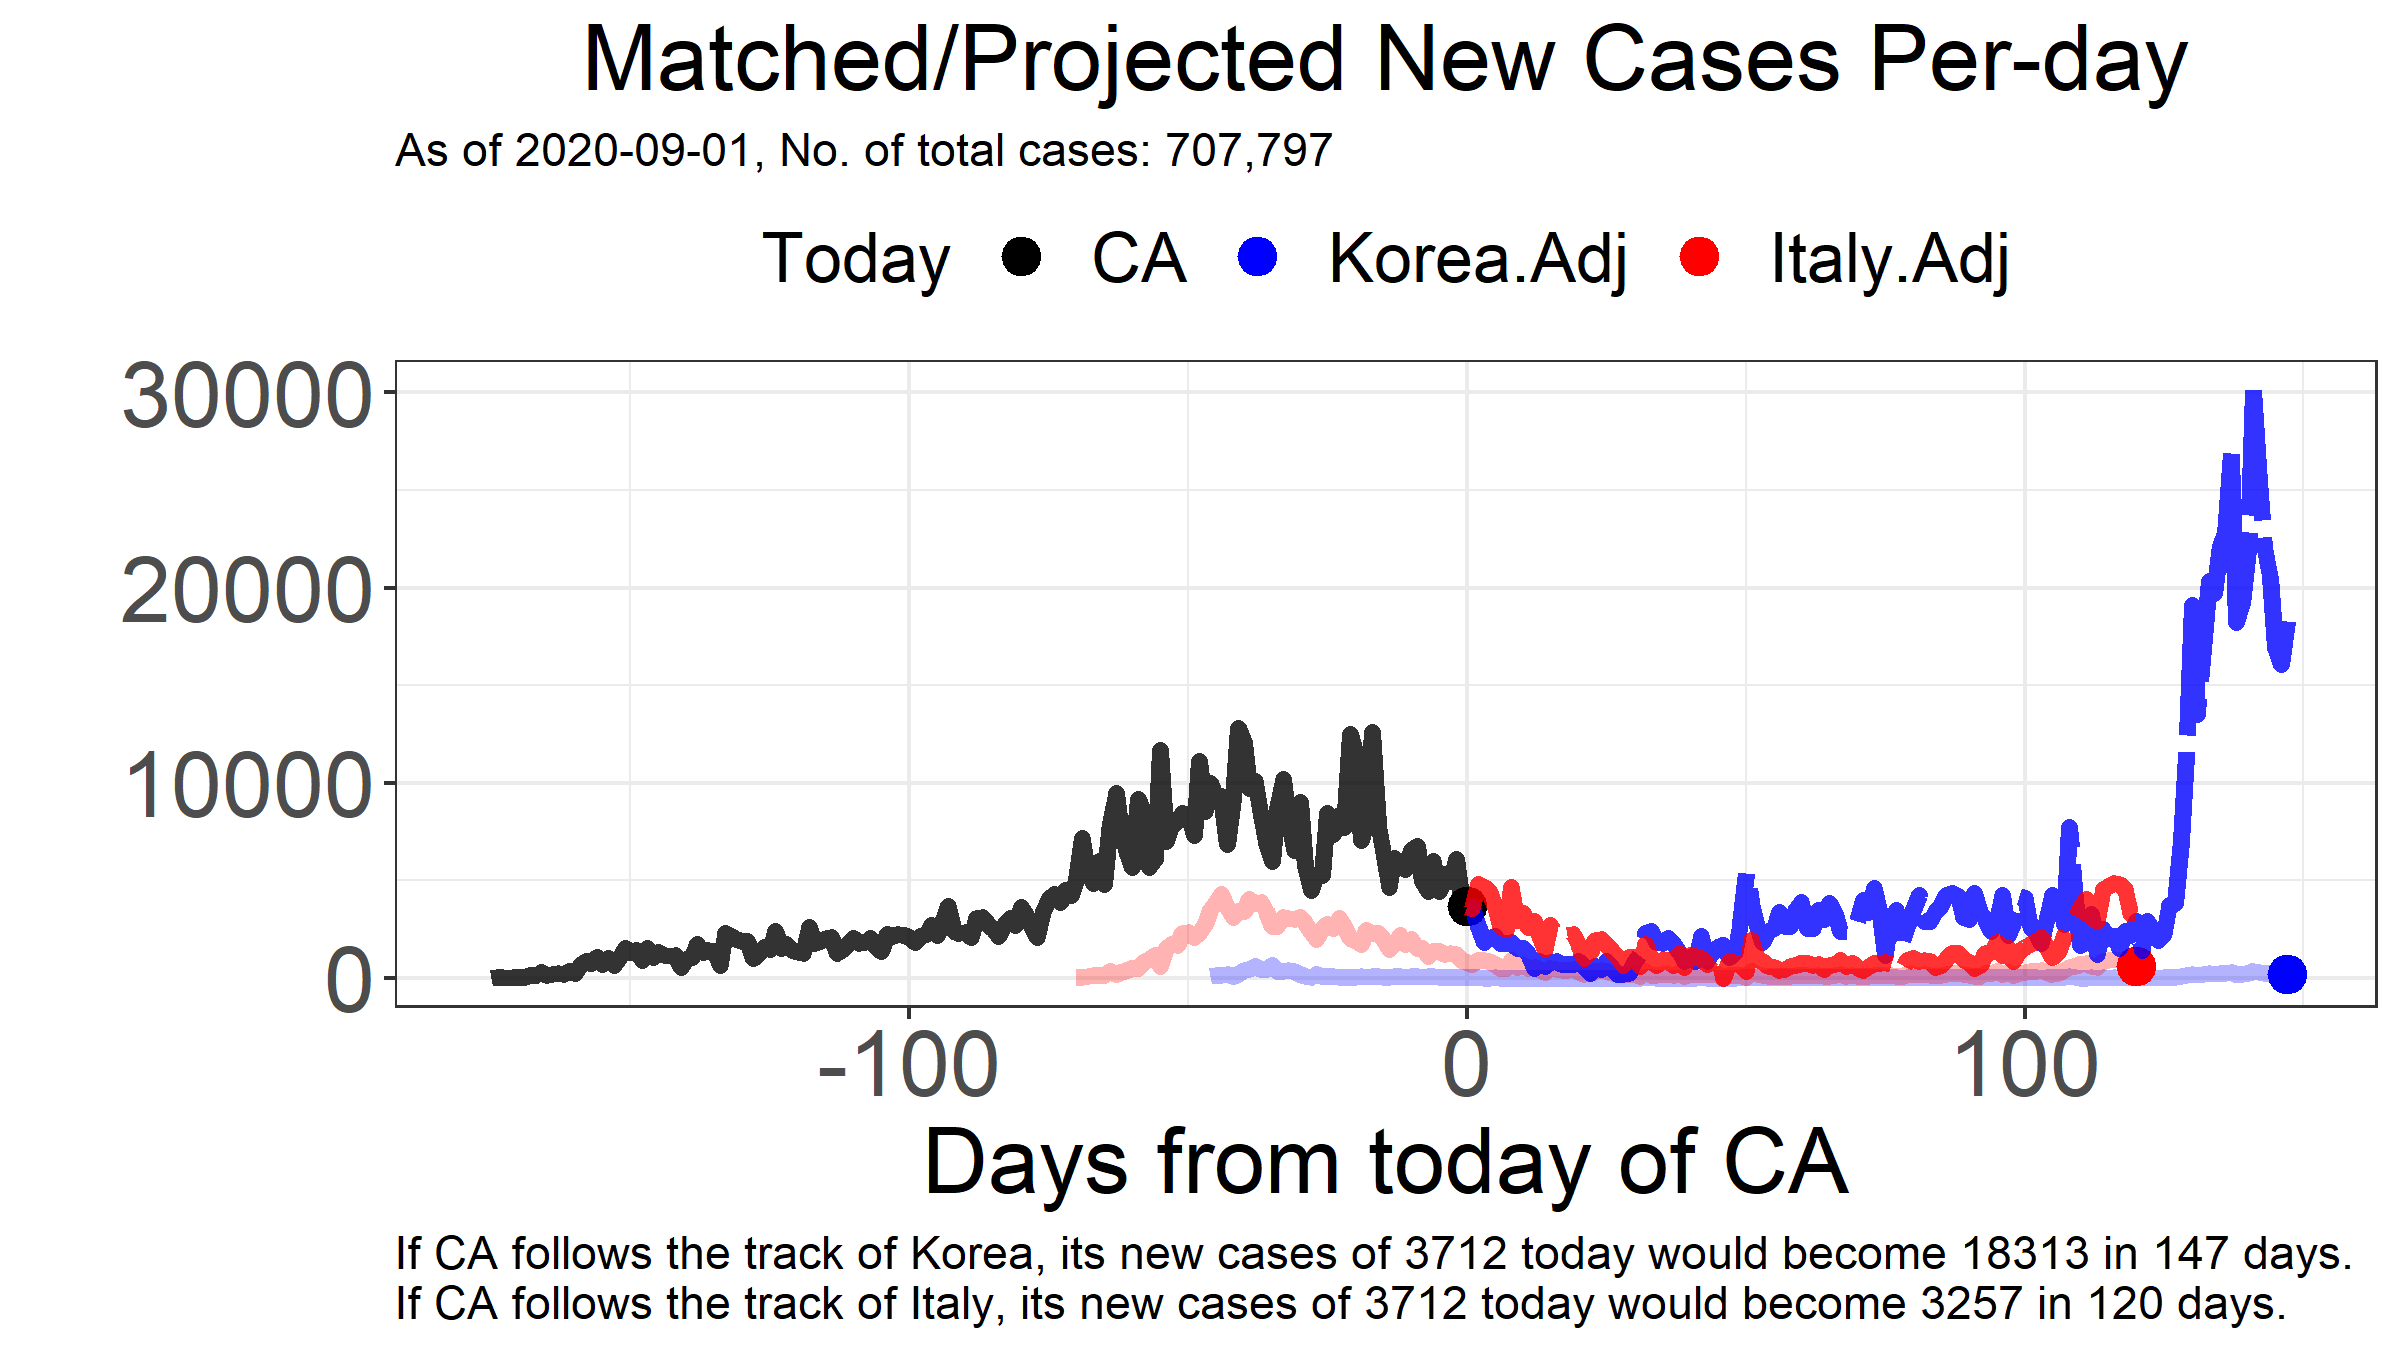 Matched/Projected New Cases Per-day
As of 2020-09-01, No. of total cases: 707,797
Today CA Korea.Adj Italy.Adj
30000
20000
10000
0
-100 0 100
Days from today of CA
If CA follows the track of Korea, its new cases of 3712 today would become 18313 in 147 days.
If CA follows the track of Italy, its new cases of 3712 today would become 3257 in 120 days.